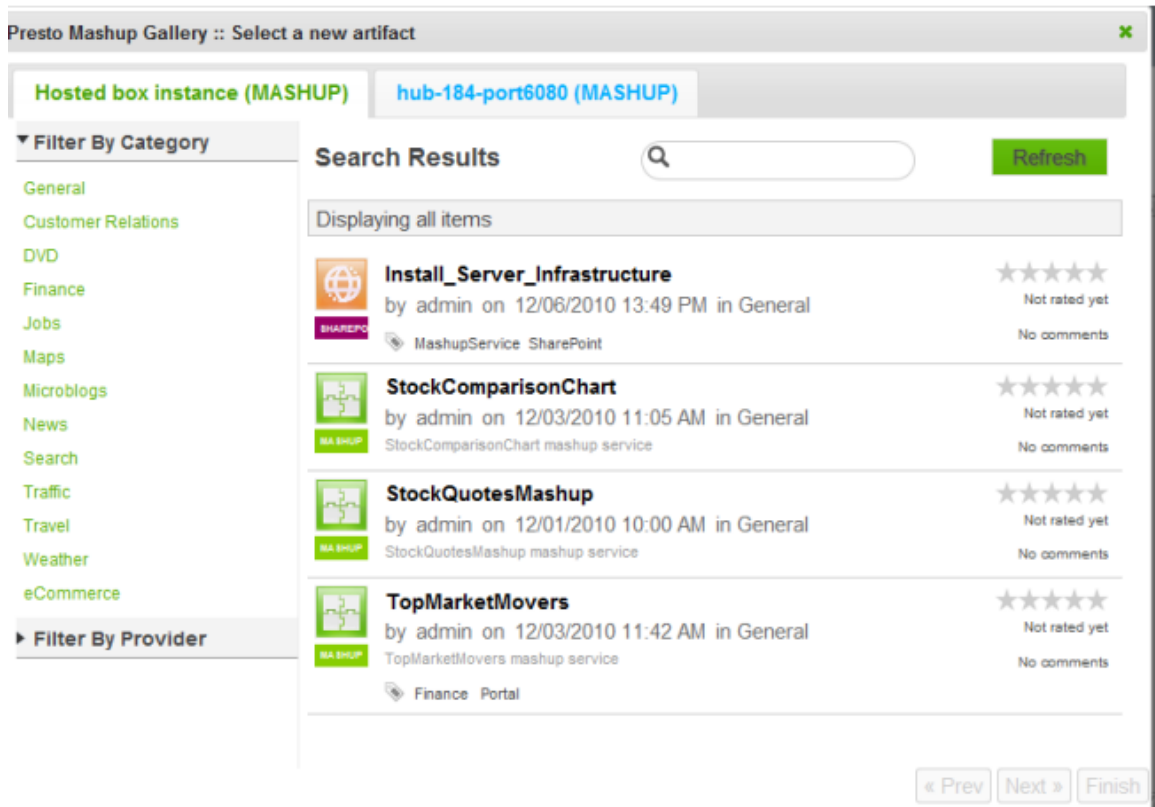 Presto Mashup Gallery :: Select a new artifact
Hosted box instance (MASHUP)
hub-184-port6080 (MASHUP)
Filter By Category
General
Customer Relations
DVD
Finance
Jobs
Maps
Microblogs
News
Search
Traffic
Travel
Weather
eCommerce
Filter By Provider
Search Results
Refresh
Displaying all items
Install_Server_Infrastructure
by admin on 12/06/2010 13:49 PM in General
SHAREPO
MashupService SharePoint
Not rated yet
No comments
StockComparisonChart
by admin on 12/03/2010 11:05 AM in General
MASHUP
StockComparisonChart mashup service
Not rated yet
No comments
StockQuotesMashup
by admin on 12/01/2010 10:00 AM in General
MASHUP
StockQuotesMashup mashup service
Not rated yet
No comments
TopMarketMovers
by admin on 12/03/2010 11:42 AM in General
MASHUP
TopMarketMovers mashup service
Finance Portal
Not rated yet
No comments
« Prev
Next »
Finish